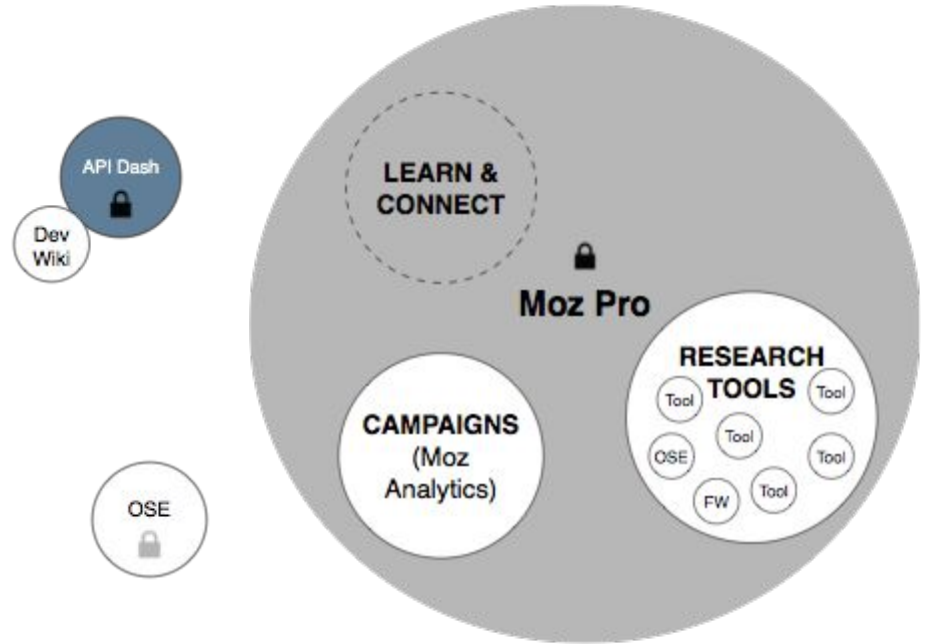 API Dash
Dev
Wiki
OSE
LEARN &
CONNECT
Moz Pro
CAMPAIGNS
(Moz
Analytics)
RESEARCH
TOOLS
Tool
Tool
Tool
OSE
Tool
FW
Tool